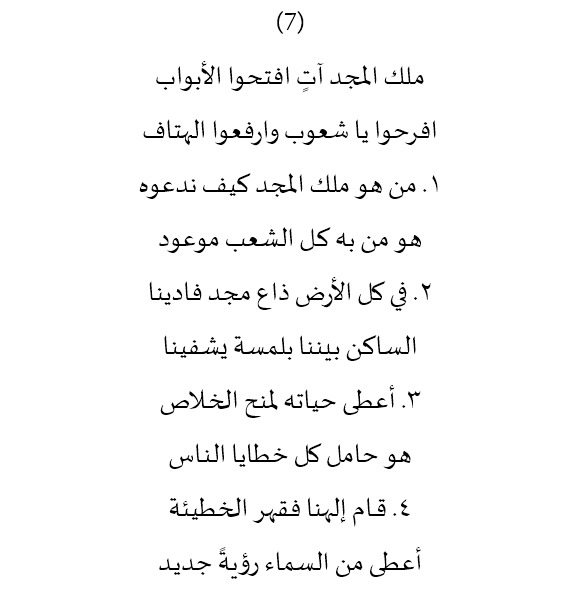 (7)
ملك المجد آتٍ افتحوا الأبواب
افرحوا يا شعوب وارفعوا الهتاف
١. من هو ملك المجد كيف ندعوه
هو من به كل الشعب موعود
٢. في كل الأرض ذاع مجد فادينا
الساكن بيننا بلمسة يشفينا
٣. أعطى حياته لمنح الخلاص
هو حامل كل خطايا الناس
٤. قام إلهنا فقهر الخطيئة
أعطى من السماء رؤيةً جديد